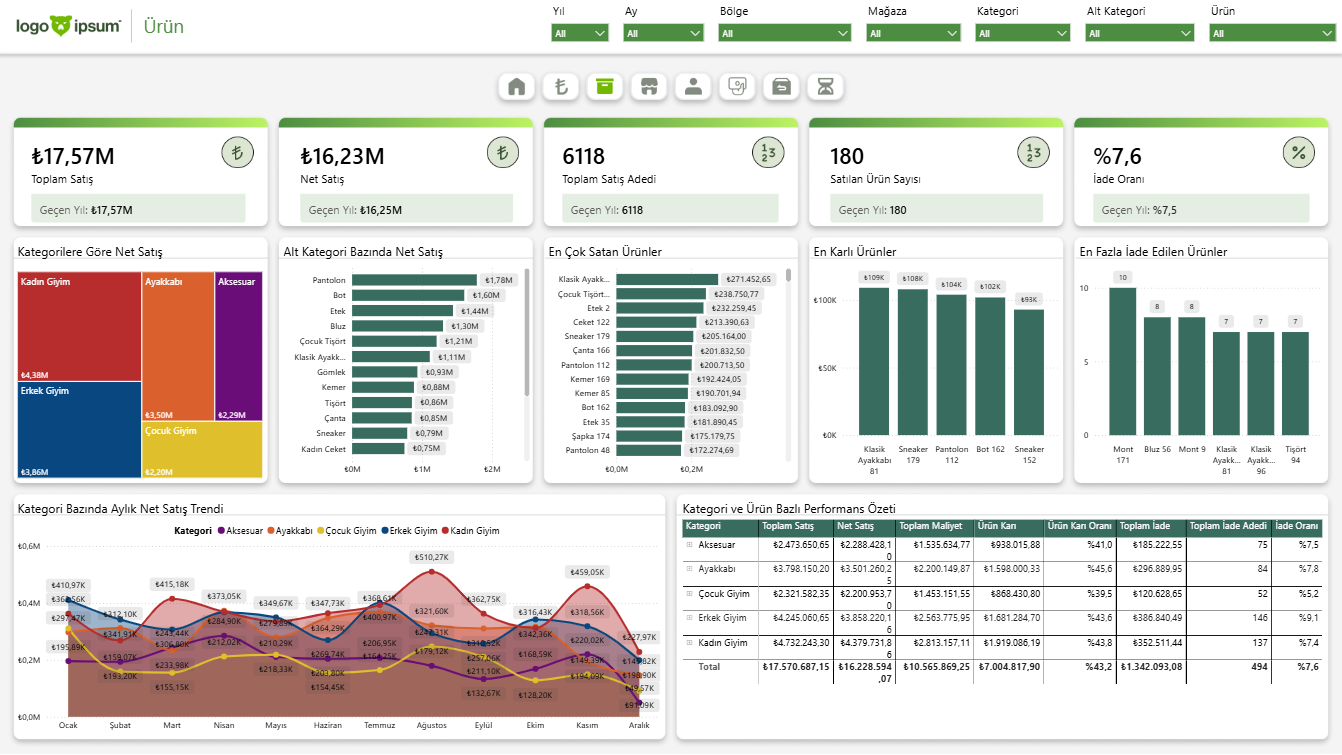 logo ipsum
Ürün
Yıl
Ay
Bölge
Mağaza
Kategori
Alt Kategori
Ürün
All
All
All
All
All
All
All
₺17,57M
Toplam Satış
Geçen Yıl: ₺17,57M
₺16,23M
Net Satış
Geçen Yıl: ₺16,25M
6118
Toplam Satış Adedi
Geçen Yıl: 6118
180
Satılan Ürün Sayısı
Geçen Yıl: 180
%7,6
İade Oranı
Geçen Yıl: %7,5
Kategorilere Göre Net Satış
Kadın Giyim
₺4,38M
Erkek Giyim
₺3,86M
Ayakkabı
₺3,50M
Aksesuar
₺2,29M
Çocuk Giyim
₺2,20M
Alt Kategori Bazında Net Satış
Pantolon ₺1,78M
Bot ₺1,60M
Etek ₺1,44M
Bluz ₺1,30M
Çocuk Tişört ₺1,21M
Klasik Ayakk... ₺1,11M
Gömlek ₺0,93M
Kemer ₺0,88M
Tişört ₺0,86M
Çanta ₺0,85M
Sneaker ₺0,79M
Kadın Ceket ₺0,75M
₺0M ₺1M ₺2M
En Çok Satan Ürünler
Klasik Ayakk... ₺271.452,65
Çocuk Tişört... ₺238.750,77
Etek 2 ₺232.259,45
Ceket 122 ₺213.390,63
Sneaker 179 ₺205.164,00
Çanta 166 ₺201.832,50
Pantolon 112 ₺200.713,50
Kemer 169 ₺192.424,05
Kemer 85 ₺190.701,94
Bot 162 ₺183.092,90
Etek 35 ₺181.890,45
Şapka 174 ₺175.179,75
Pantolon 48 ₺172.274,69
₺0,0M ₺0,2M
En Karlı Ürünler
₺109K ₺108K ₺104K ₺102K ₺93K
₺100K
₺50K
₺0K
Klasik Ayakkabı 81
Sneaker 179
Pantolon 112
Bot 162
Sneaker 152
En Fazla İade Edilen Ürünler
10 8 8 7 7 7
10
5
0
Mont 171
Bluz 56
Mont 9
Klasik Ayakk... 81
Klasik Ayakk... 96
Tişört 94
Kategori Bazında Aylık Net Satış Trendi
Kategori Aksesuar Ayakkabı Çocuk Giyim Erkek Giyim Kadın Giyim
₺0,6M
₺0,4M
₺0,2M
₺0,0M
₺410,97K
₺297,47K
₺195,89K
₺312,10K
₺341,91K
₺159,07K
₺193,20K
₺415,18K
₺243,44K
₺233,98K
₺155,15K
₺373,05K
₺284,90K
₺212,02K
₺349,67K
₺210,29K
₺218,33K
₺347,73K
₺364,29K
₺269,74K
₺154,45K
₺368,61K
₺400,97K
₺206,95K
₺510,27K
₺321,60K
₺247,31K
₺179,12K
₺362,75K
₺257,06K
₺211,10K
₺132,67K
₺316,43K
₺342,36K
₺168,59K
₺128,20K
₺459,05K
₺318,56K
₺220,02K
₺149,39K
₺227,97K
Ocak Şubat Mart Nisan Mayıs Haziran Temmuz Ağustos Eylül Ekim Kasım Aralık
Kategori ve Ürün Bazlı Performans Özeti
Kategori Toplam Satış Net Satış Toplam Maliyet Ürün Karı Ürün Karı Oranı Toplam İade Toplam İade Adedi İade Oranı
Aksesuar ₺2.473.650,65 ₺2.288.428,10 ₺1.535.634,77 ₺938.015,88 %41,0 ₺185.222,55 75 %7,5
Ayakkabı ₺3.798.150,20 ₺3.501.260,25 ₺2.200.149,87 ₺1.598.000,33 %45,6 ₺296.889,95 84 %7,8
Çocuk Giyim ₺2.321.582,35 ₺2.200.953,70 ₺1.453.151,55 ₺868.430,80 %39,5 ₺120.628,65 52 %5,2
Erkek Giyim ₺4.245.060,65 ₺3.858.220,16 ₺2.563.775,95 ₺1.681.284,70 %43,6 ₺386.840,49 146 %9,1
Kadın Giyim ₺4.732.243,30 ₺4.379.731,86 ₺2.813.157,11 ₺1.919.086,19 %43,8 ₺352.511,44 137 %7,4
Total ₺17.570.687,15 ₺16.228.594,07 ₺10.565.869,25 ₺7.004.817,90 %43,2 ₺1.342.093,08 494 %7,6